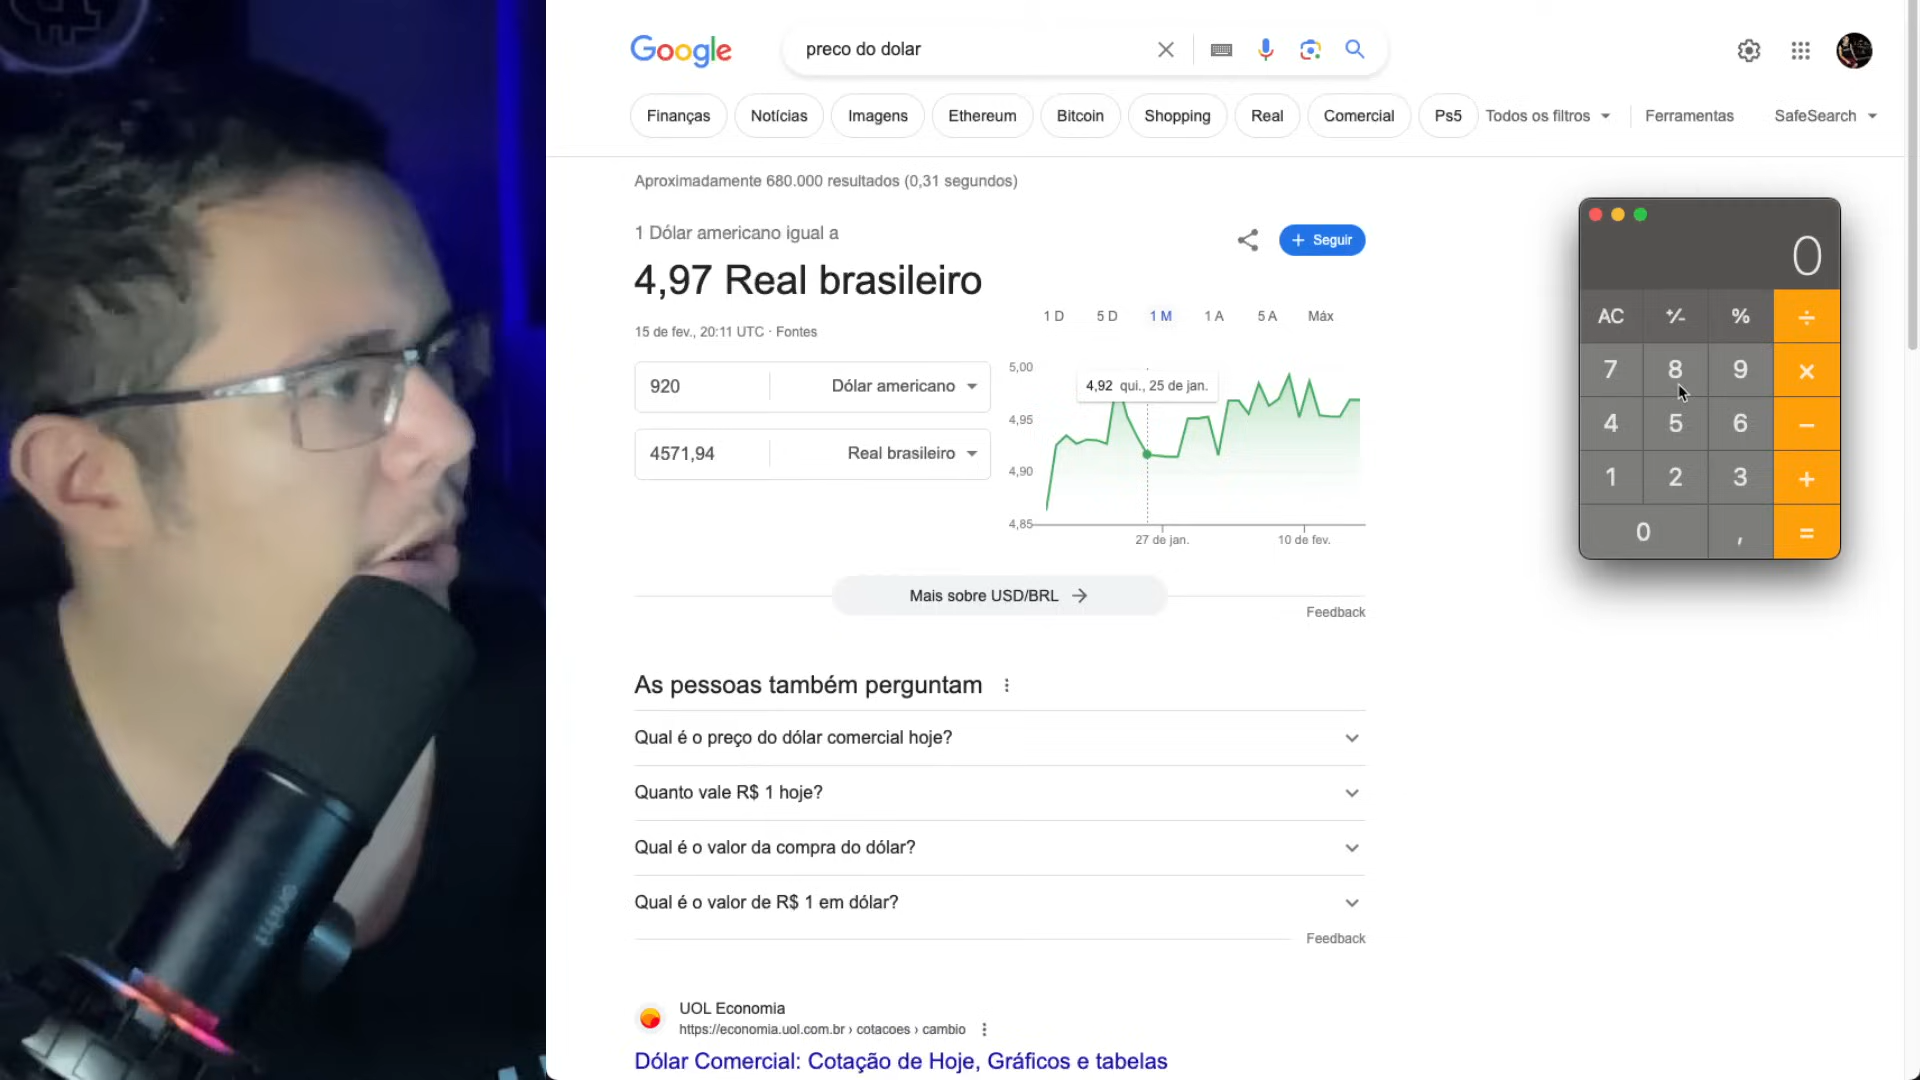 Google
preco do dolar
Finanças
Notícias
Imagens
Ethereum
Bitcoin
Shopping
Real
Comercial
Ps5
Todos os filtros
Ferramentas
SafeSearch
Aproximadamente 680.000 resultados (0,31 segundos)
1 Dólar americano igual a
4,97 Real brasileiro
15 de fev., 20:11 UTC · Fontes
+ Seguir
920 Dólar americano
4571,94 Real brasileiro
1 D 5 D 1 M 1 A 5 A Máx
5,00
4,95
4,90
4,85
4,92 qui., 25 de jan.
27 de jan.
10 de fev.
Mais sobre USD/BRL
Feedback
As pessoas também perguntam
Qual é o preço do dólar comercial hoje?
Quanto vale R$ 1 hoje?
Qual é o valor da compra do dólar?
Qual é o valor de R$ 1 em dólar?
Feedback
UOL Economia
https://economia.uol.com.br › cotacoes › cambio
Dólar Comercial: Cotação de Hoje, Gráficos e tabelas
0
AC +/- % ÷
7 8 9 ×
4 5 6 −
1 2 3 +
0 , =